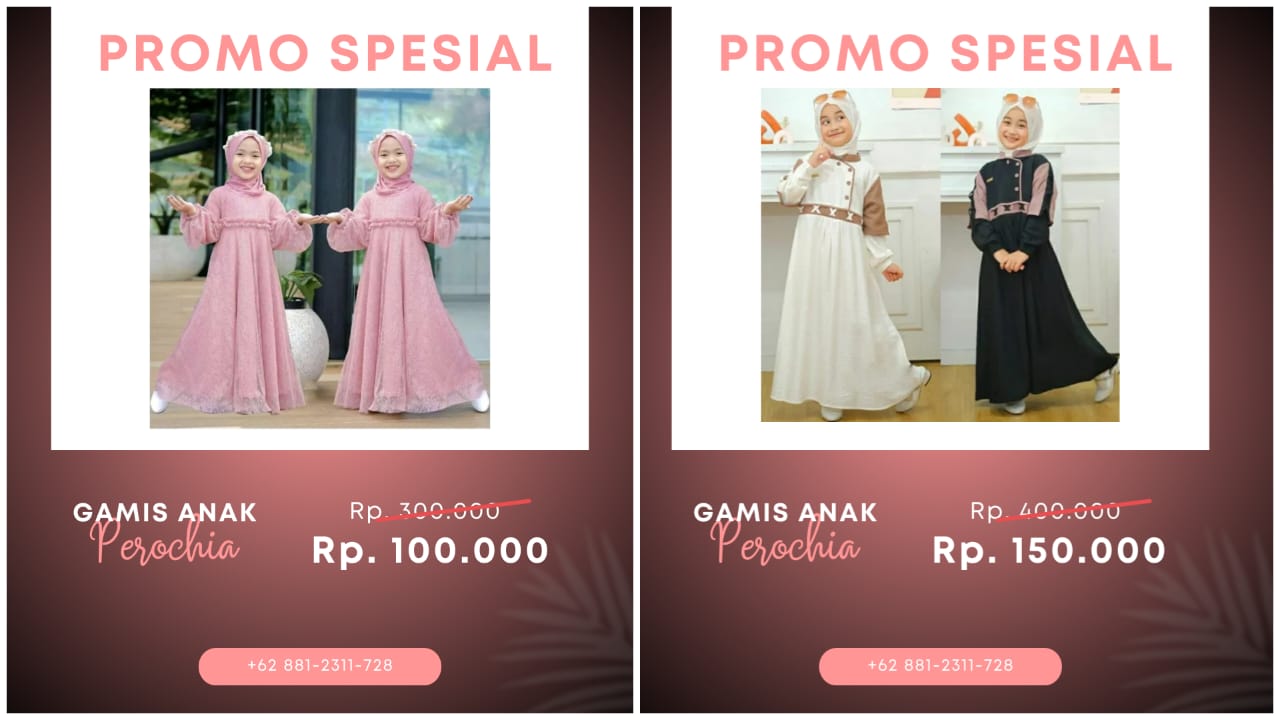 PROMO SPESIAL
GAMIS ANAK
Perochia
Rp. 300.000
Rp. 100.000
+62 881-2311-728
PROMO SPESIAL
GAMIS ANAK
Perochia
Rp. 400.000
Rp. 150.000
+62 881-2311-728